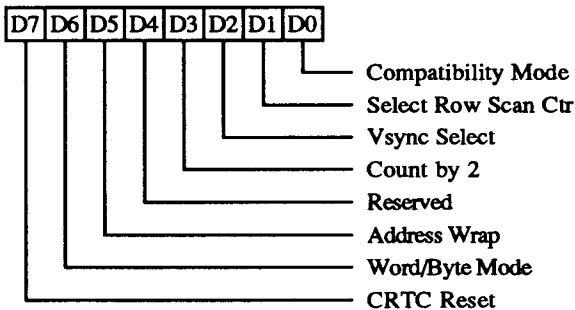 D7 D6 D5 D4 D3 D2 D1 D0
Compatibility Mode
Select Row Scan Ctr
Vsync Select
Count by 2
Reserved
Address Wrap
Word/Byte Mode
CRTC Reset